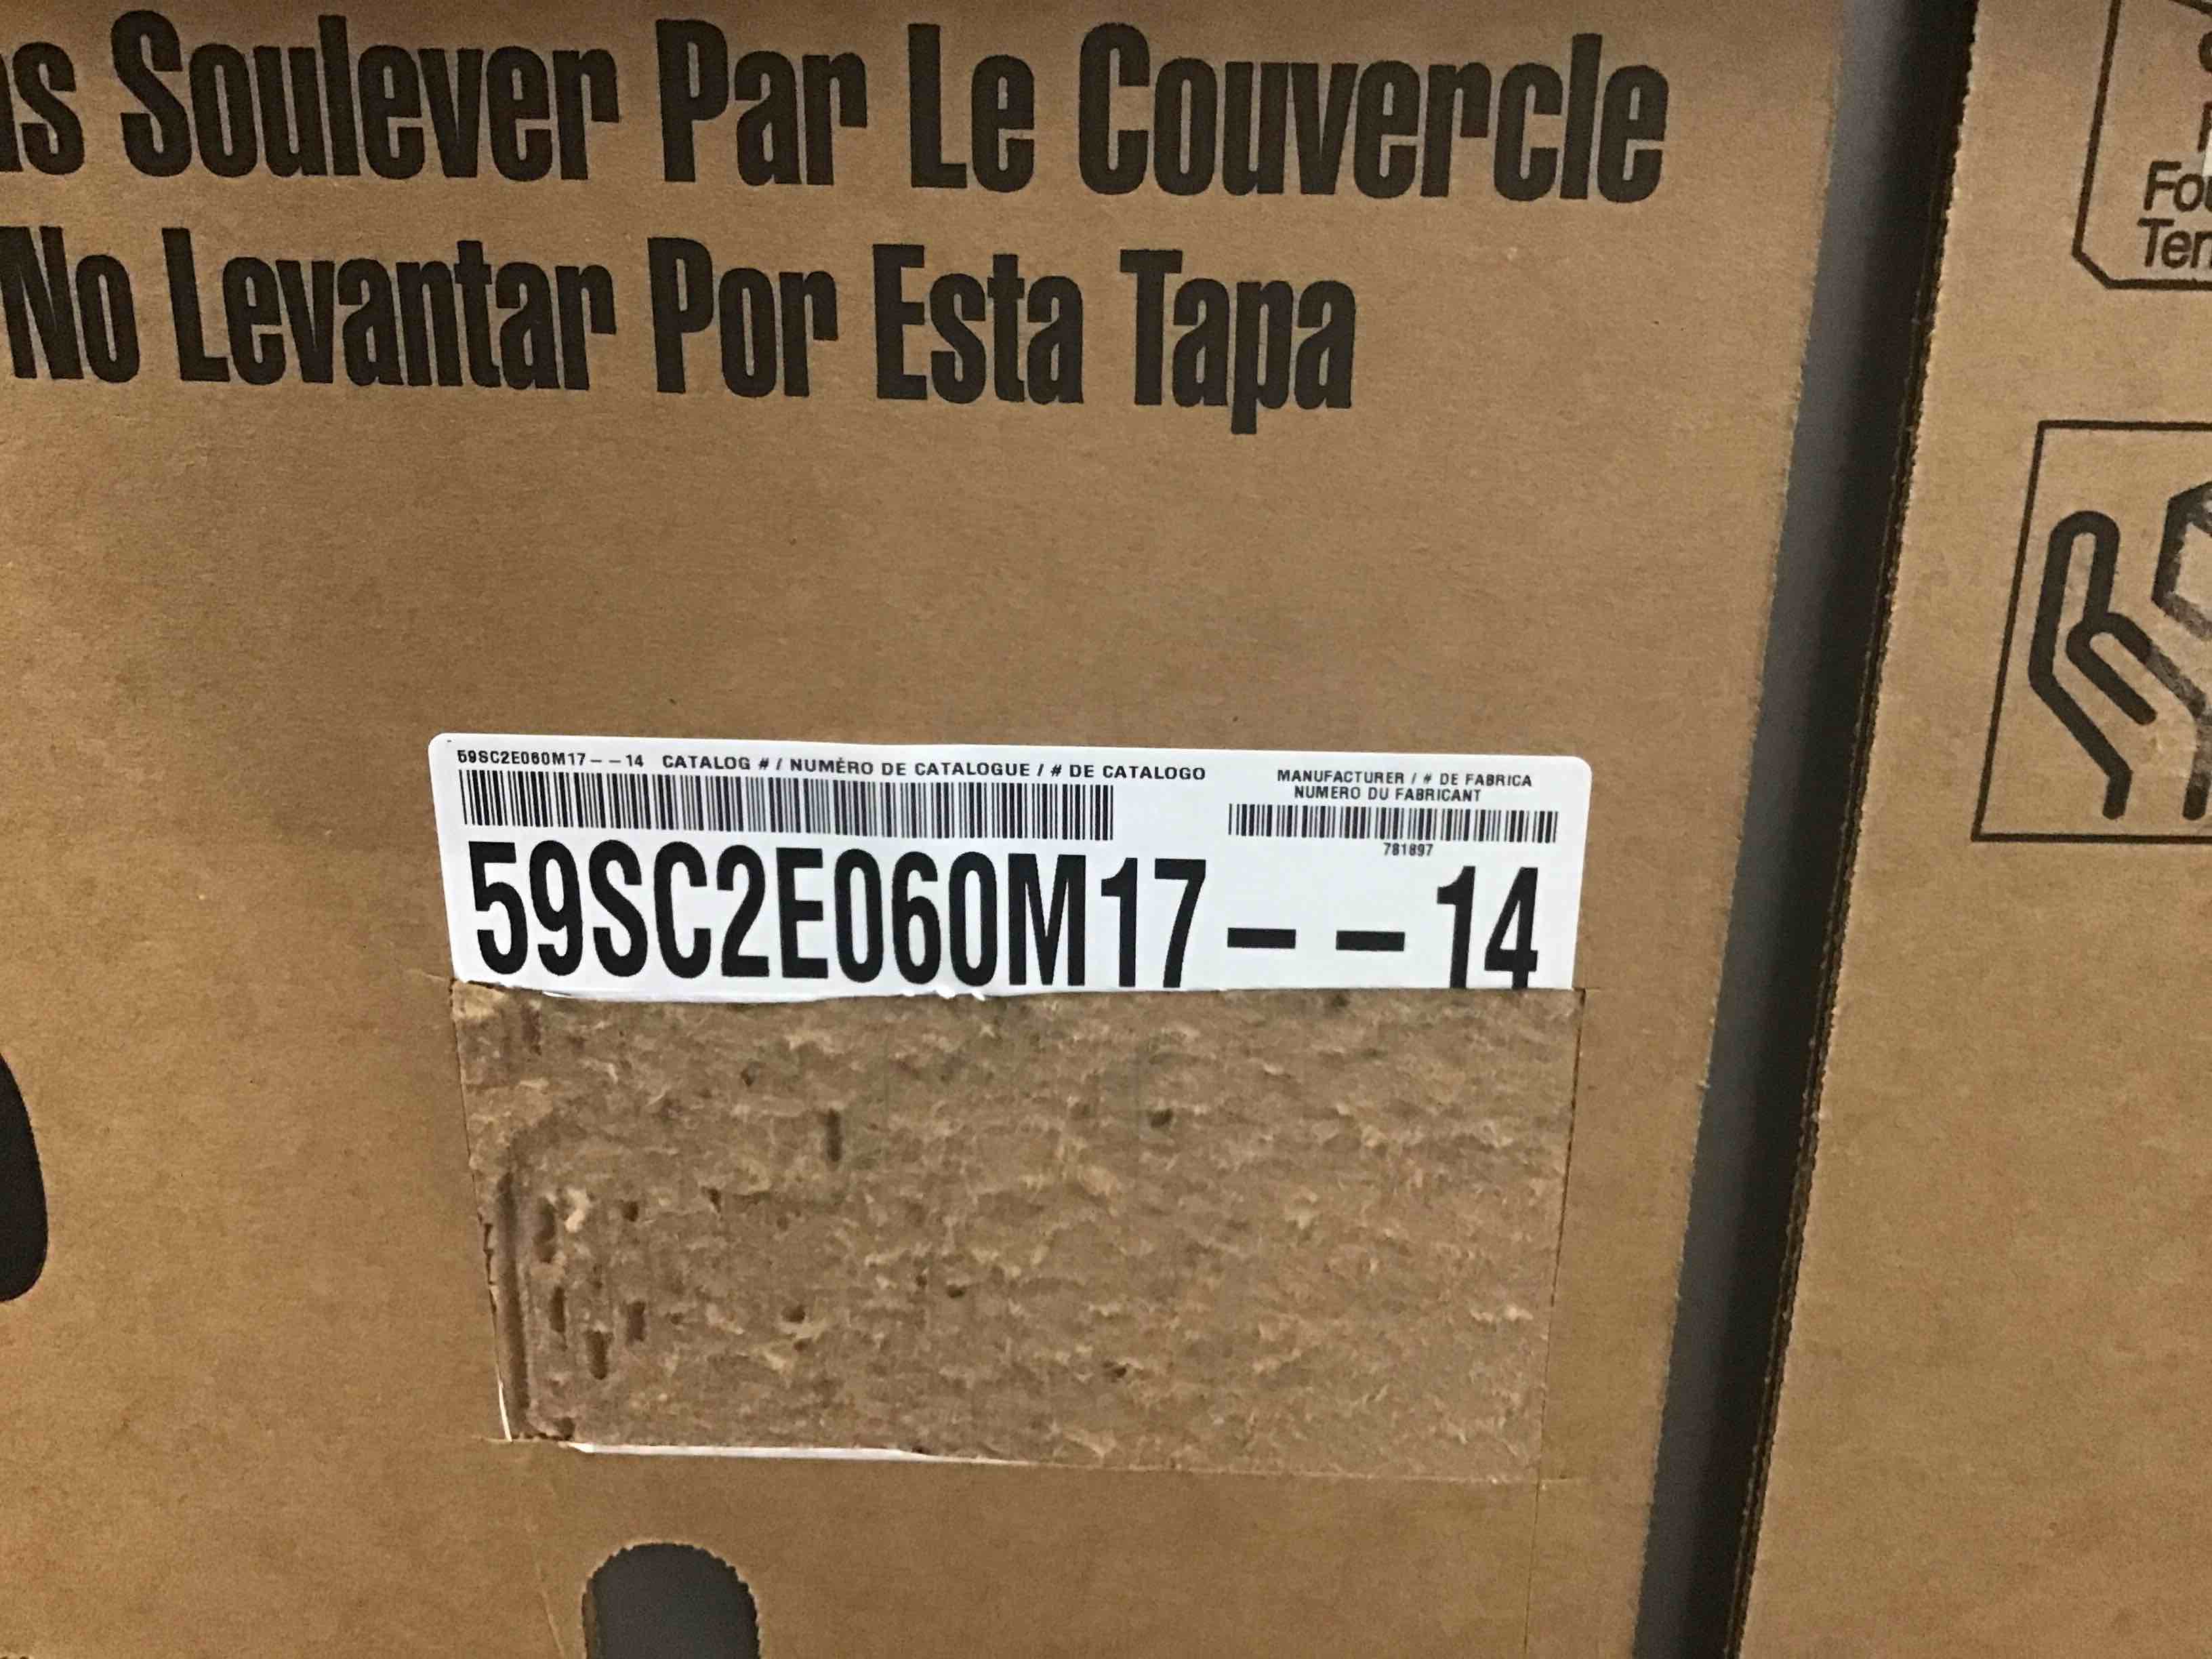 Soulever Par Le Couvercle
No Levantar Por Esta Tapa
59SC2E060M17--14 CATALOG # / NUMÉRO DE CATALOGUE / # DE CATALOGO
MANUFACTURER / # DE FABRICA
NUMERO DU FABRICANT
781897
59SC2E060M17--14